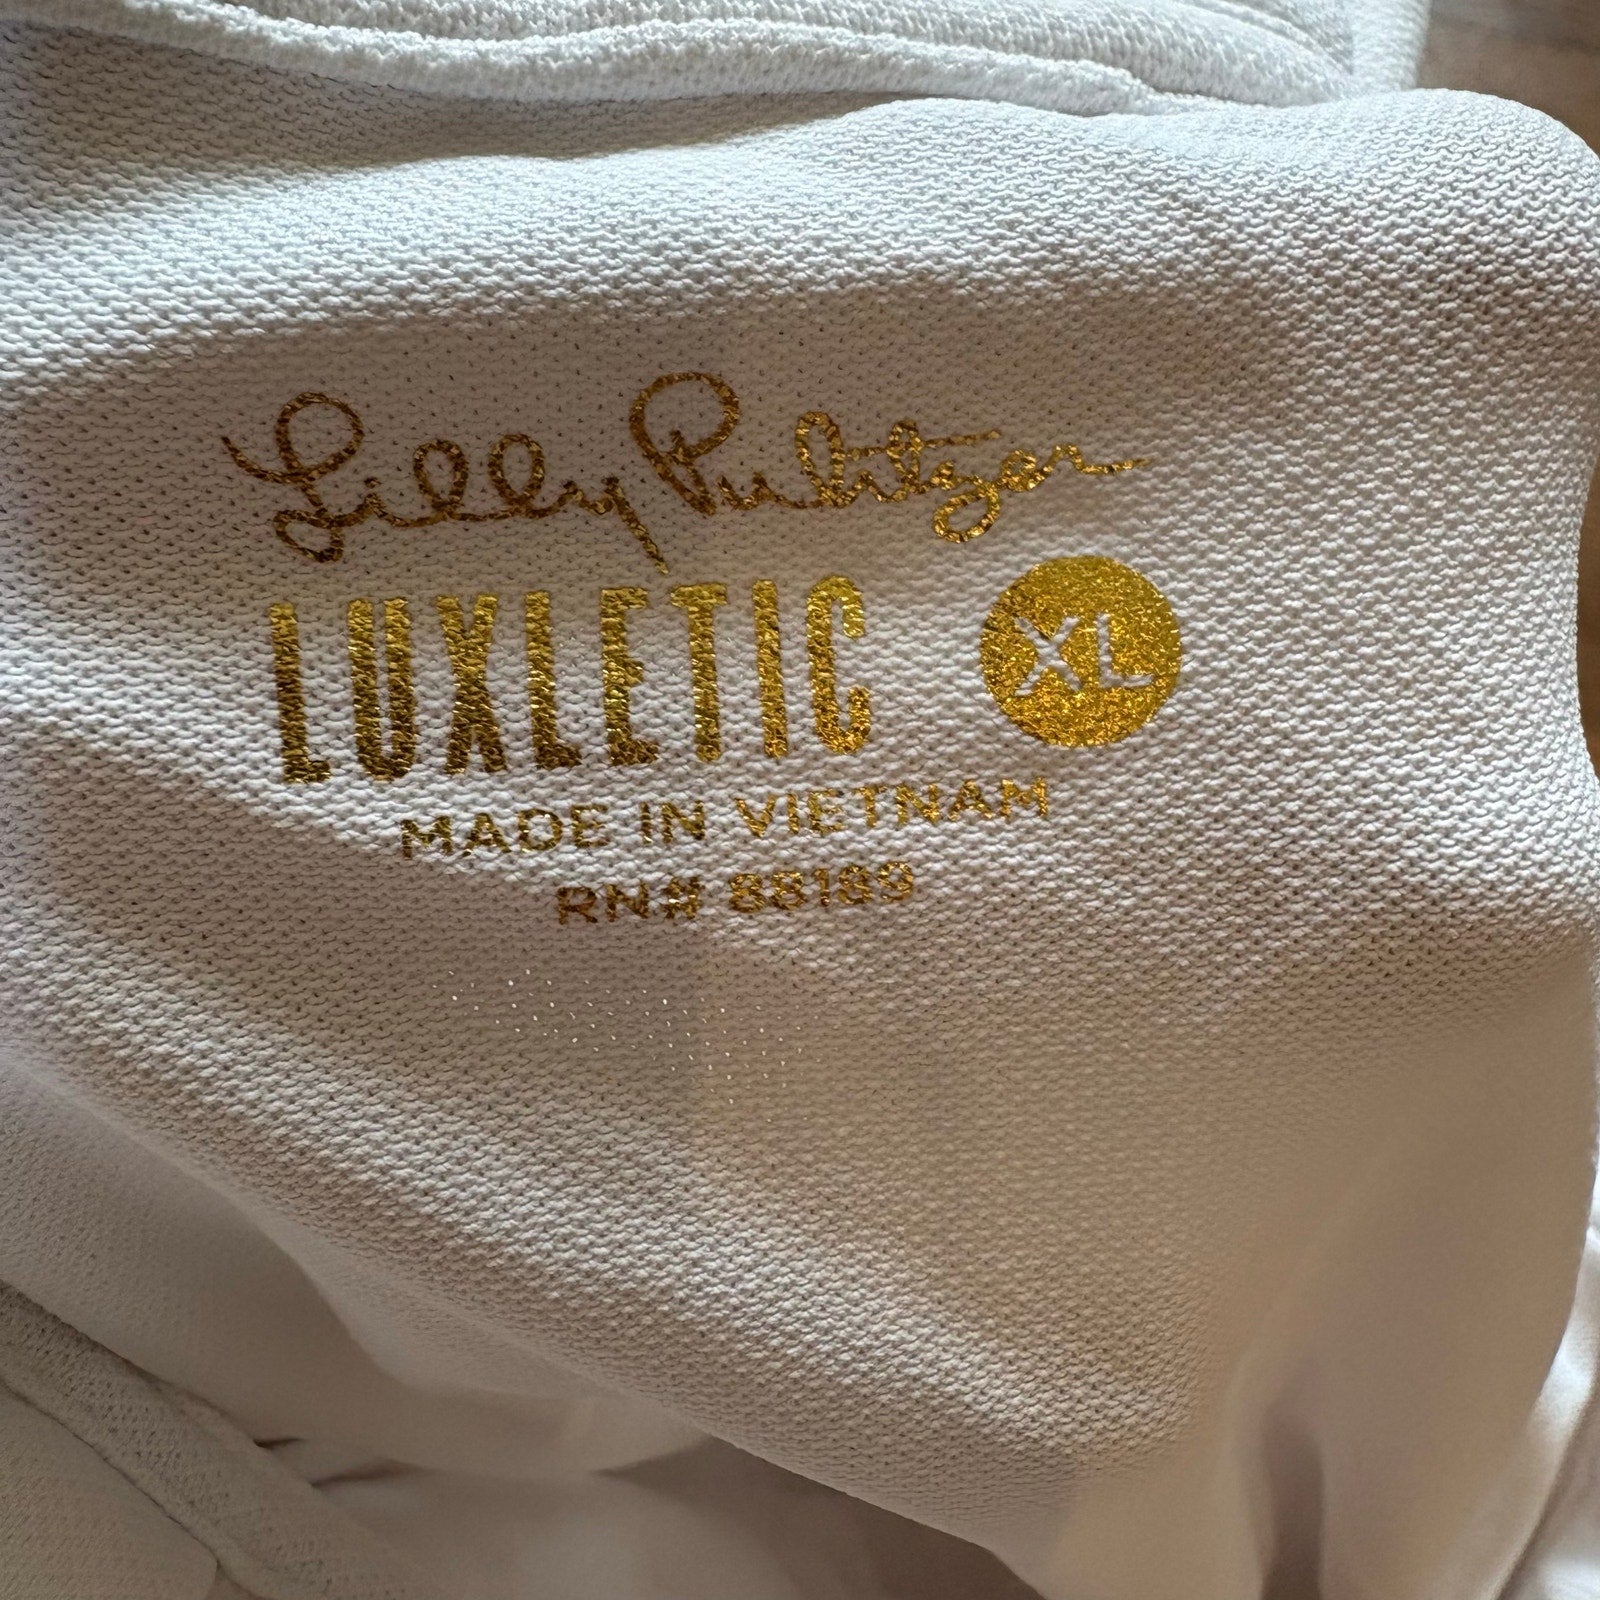 Lilly Pulitzer
LUXLETIC XL
MADE IN VIETNAM
RN# 88189